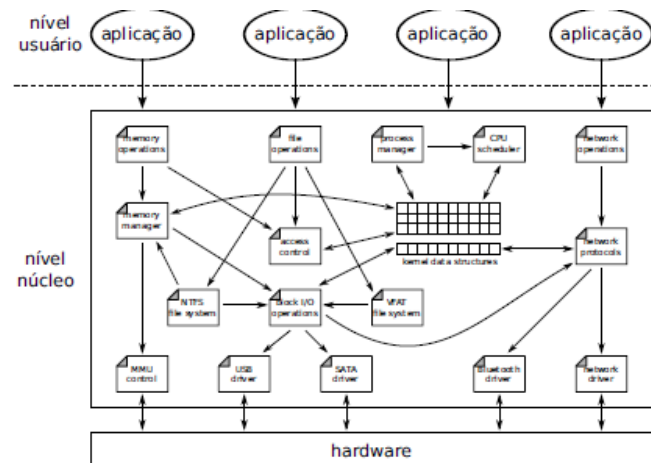 nível
usuário
aplicação
aplicação
aplicação
aplicação
memory
operations
file
operations
process
manager
CPU
scheduler
network
operations
nível
núcleo
memory
manager
access
control
kernel data structures
network
protocols
NTFS
file system
block I/O
operations
VFAT
file system
MMU
control
USB
driver
SATA
driver
Bluetooth
driver
network
driver
hardware